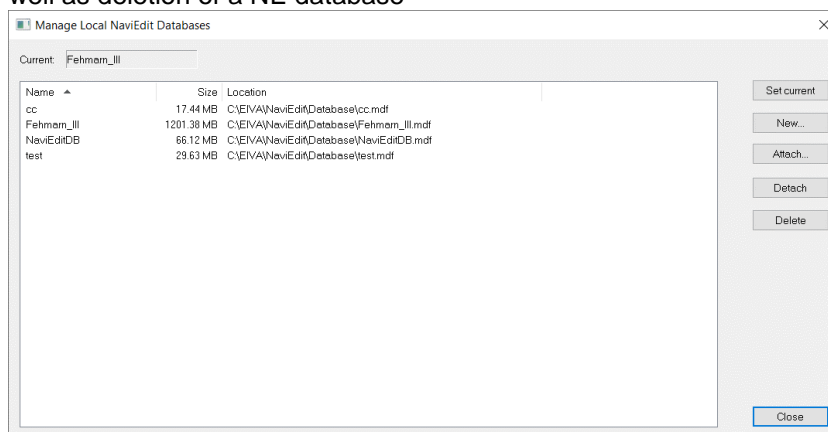 well as deletion of a NE database
Manage Local NaviEdit Databases
Current: Fehmarn_III
Name Size Location
cc 17.44 MB C:\EIVA\NaviEdit\Database\cc.mdf
Fehmarn_III 1201.38 MB C:\EIVA\NaviEdit\Database\Fehmarn_III.mdf
NaviEditDB 66.12 MB C:\EIVA\NaviEdit\Database\NaviEditDB.mdf
test 29.63 MB C:\EIVA\NaviEdit\Database\test.mdf
Set current
New...
Attach...
Detach
Delete
Close